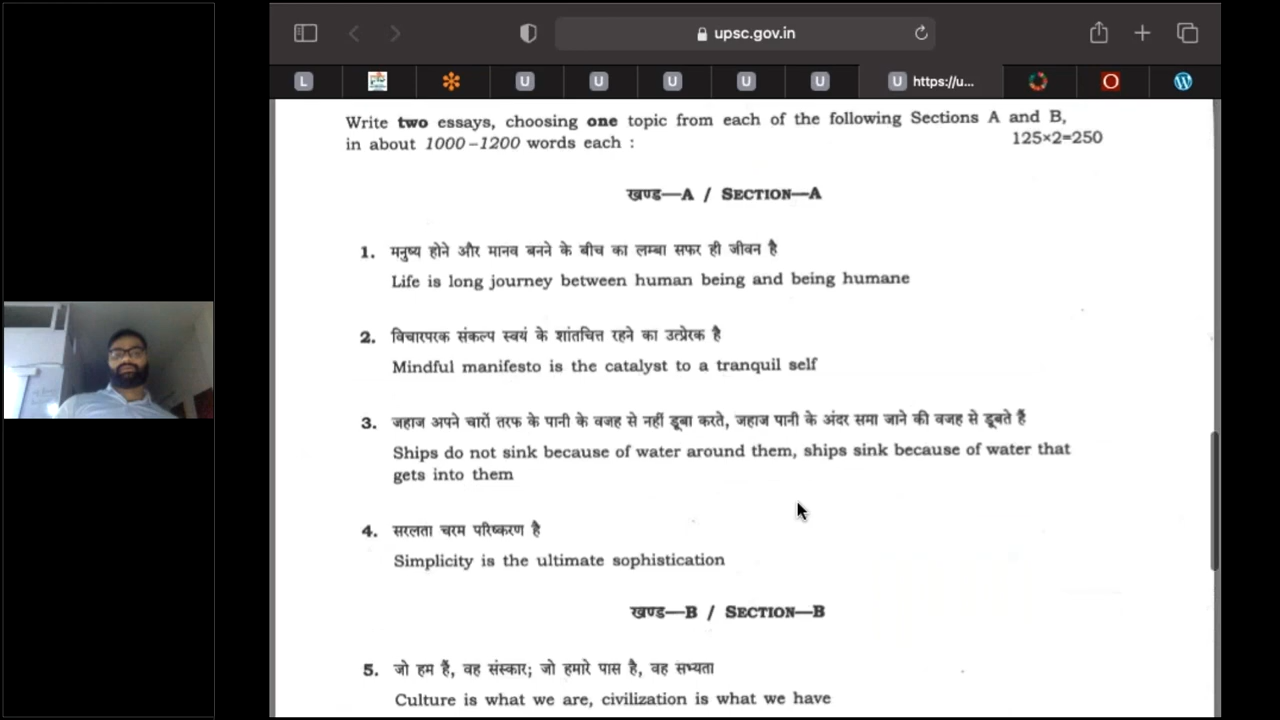 upsc.gov.in
L U U U U U U https://u... O W
Write two essays, choosing one topic from each of the following Sections A and B,
in about 1000–1200 words each :
125×2=250
खण्ड—A / SECTION—A
1. मनुष्य होने और मानव बनने के बीच का लम्बा सफर ही जीवन है
Life is long journey between human being and being humane
2. विचारपरक संकल्प स्वयं के शांतचित्त रहने का उत्प्रेरक है
Mindful manifesto is the catalyst to a tranquil self
3. जहाज अपने चारों तरफ के पानी के वजह से नहीं डूबा करते, जहाज पानी के अंदर समा जाने की वजह से डूबते हैं
Ships do not sink because of water around them, ships sink because of water that
gets into them
4. सरलता चरम परिष्करण है
Simplicity is the ultimate sophistication
खण्ड—B / SECTION—B
5. जो हम हैं, वह संस्कार; जो हमारे पास है, वह सभ्यता
Culture is what we are, civilization is what we have